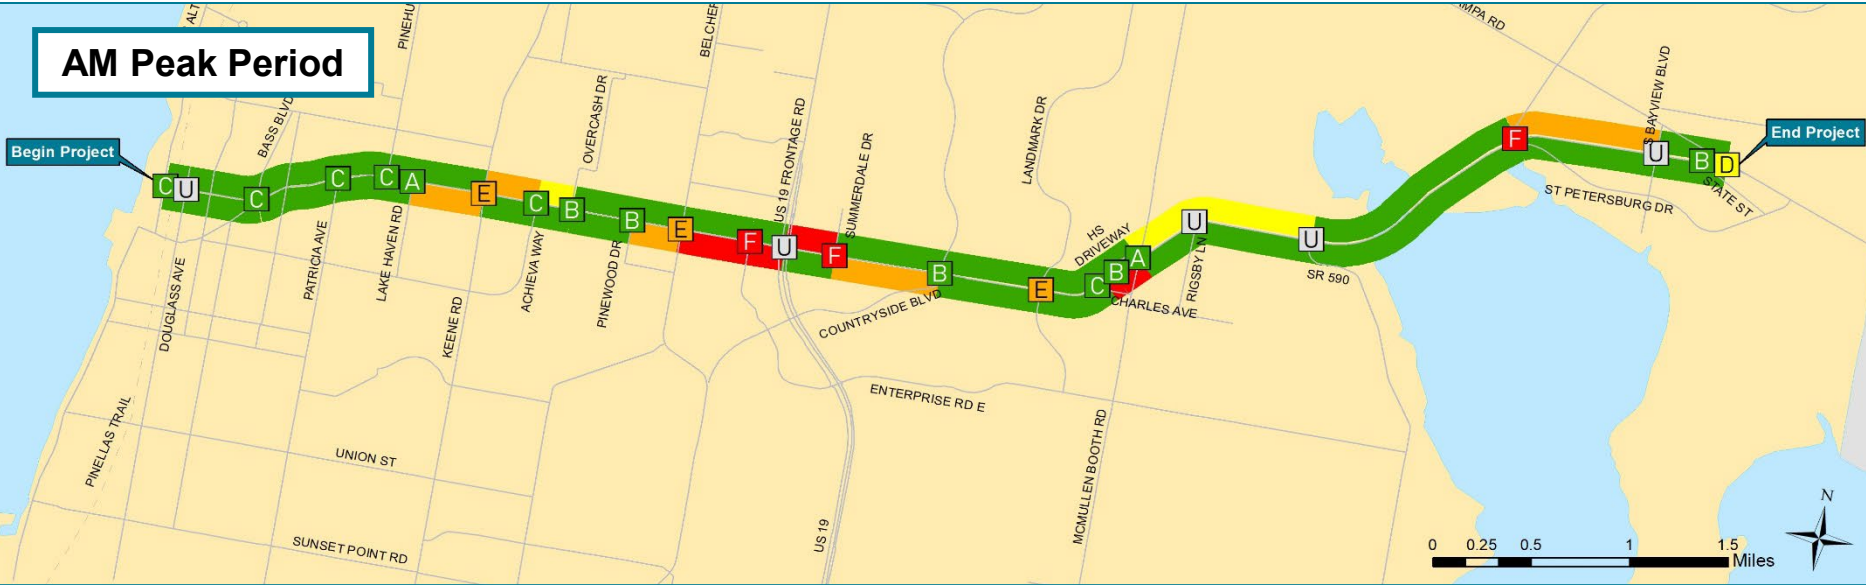 AM Peak Period
Begin Project
End Project
ALT
PINEHU
BELCHER
MPA RD
BASS BLVD
OVERCASH DR
US 19 FRONTAGE RD
SUMMERDALE DR
LANDMARK DR
HS
DRIVEWAY
S BAYVIEW BLVD
C U C C C A E C B B E F U F B E C B A U U F U B D
PATRICIA AVE
LAKE HAVEN RD
KEENE RD
ACHIEVA WAY
PINEWOOD DR
COUNTRYSIDE BLVD
CHARLES AVE
RIGSBY LN
SR 590
ST PETERSBURG DR
STATE ST
DOUGLASS AVE
PINELLAS TRAIL
UNION ST
SUNSET POINT RD
ENTERPRISE RD E
US 19
MCMULLEN BOOTH RD
N
0 0.25 0.5 1 1.5
Miles